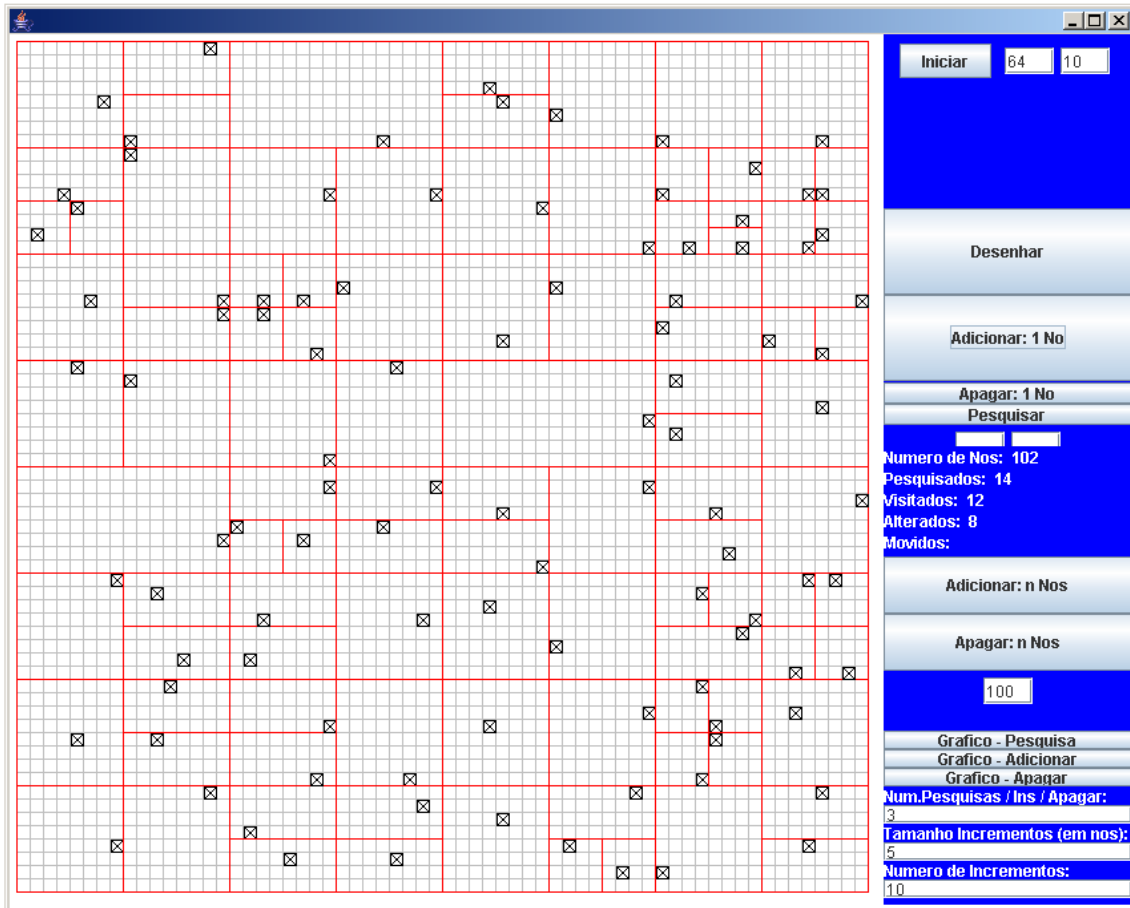 Iniciar 64 10
Desenhar
Adicionar: 1 No
Apagar: 1 No
Pesquisar
Numero de Nos: 102
Pesquisados: 14
Visitados: 12
Alterados: 8
Movidos:
Adicionar: n Nos
Apagar: n Nos
100
Grafico - Pesquisa
Grafico - Adicionar
Grafico - Apagar
Num.Pesquisas / Ins / Apagar:
3
Tamanho Incrementos (em nos):
5
Numero de Incrementos:
10